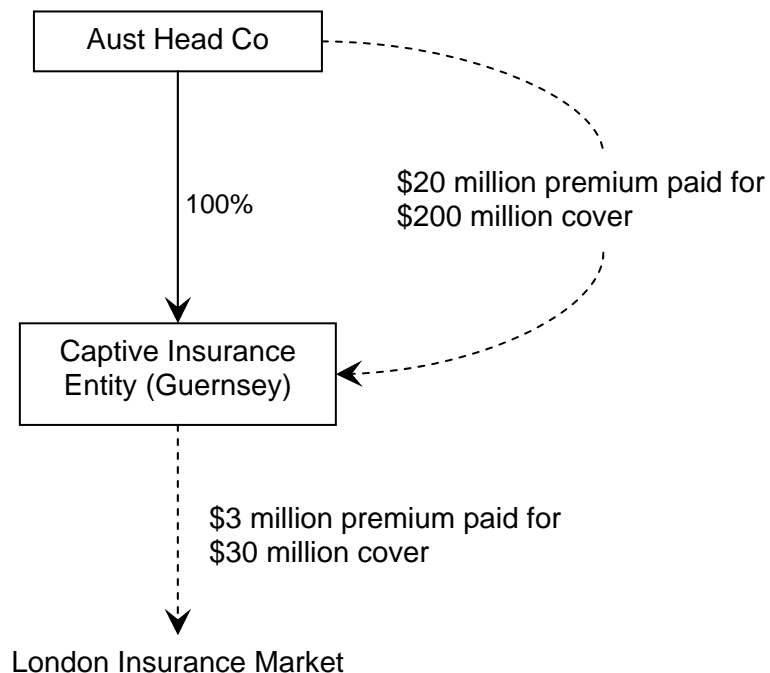 Aust Head Co
$20 million premium paid for
$200 million cover
100%
Captive Insurance
Entity (Guernsey)
$3 million premium paid for
$30 million cover
London Insurance Market